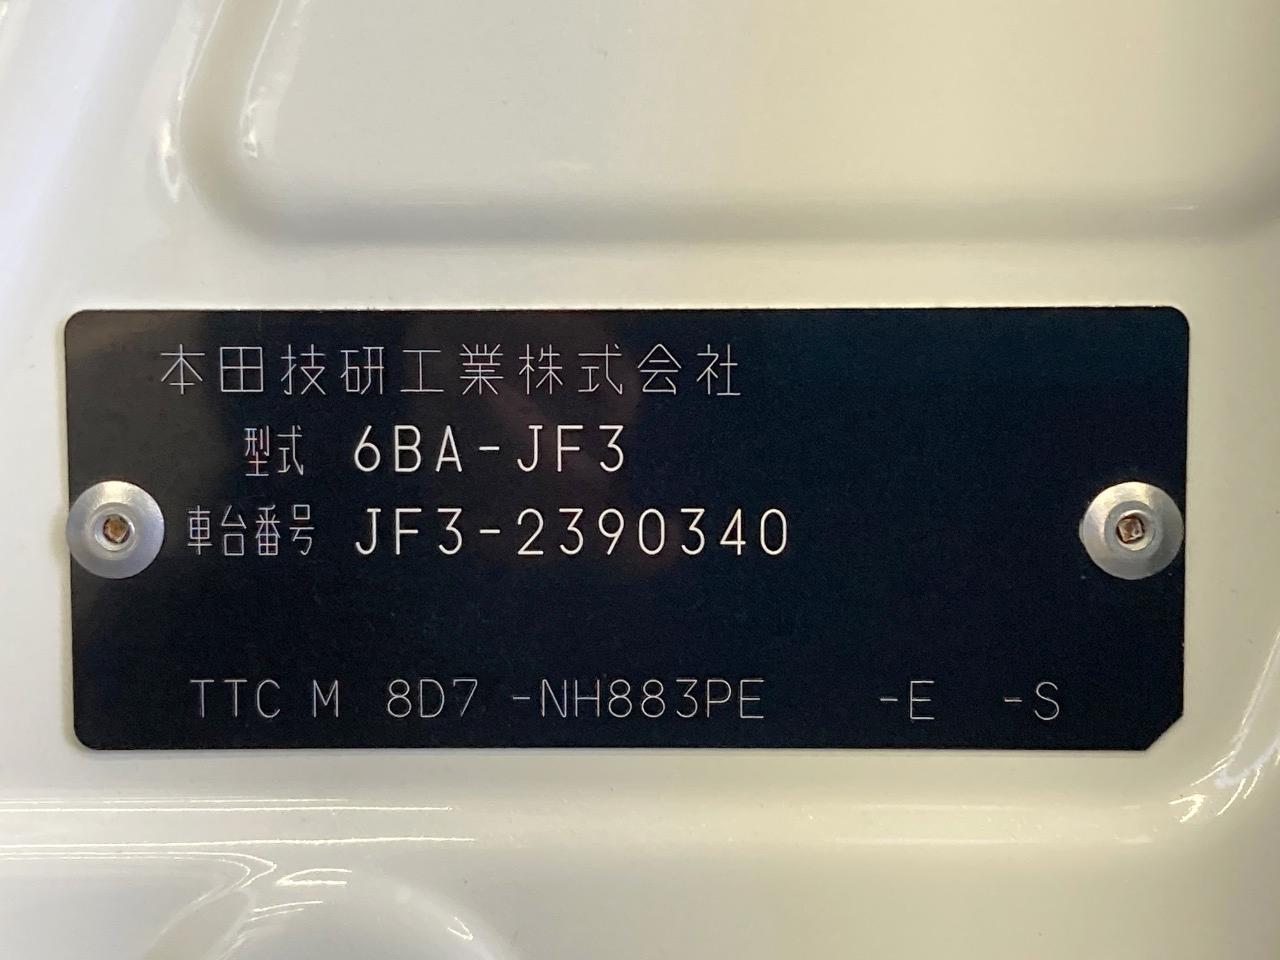 本田技研工業株式会社
型式 6BA-JF3
車台番号 JF3-2390340
TTC M 8D7 -NH883PE -E -S